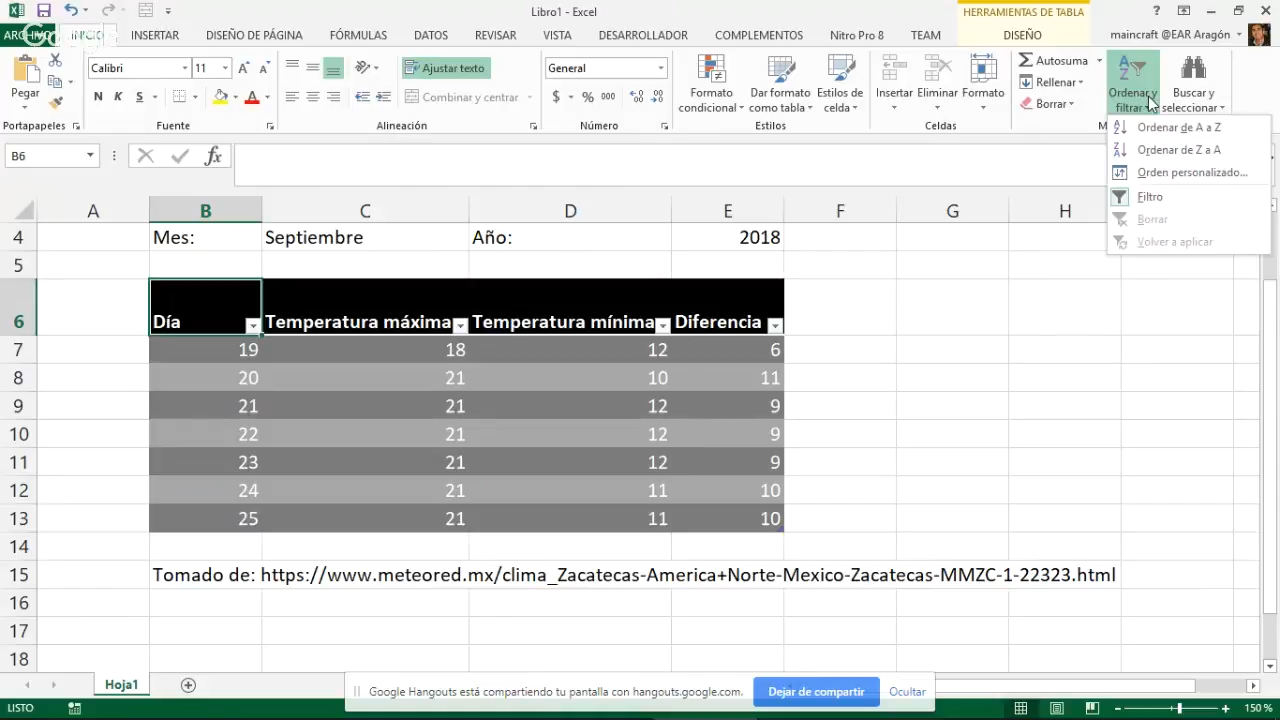 Libro1 - Excel
HERRAMIENTAS DE TABLA
INSERTAR DISEÑO DE PÁGINA FÓRMULAS DATOS REVISAR VISTA DESARROLLADOR COMPLEMENTOS Nitro Pro 8 TEAM DISEÑO maincraft @EAR Aragón
Google
Pegar
Calibri 11
N K S
Ajustar texto
Combinar y centrar
General
$ % 000
Formato condicional
Dar formato como tabla
Estilos de celda
Insertar Eliminar Formato
Autosuma
Rellenar
Borrar
Ordenar y filtrar
Buscar y seleccionar
Portapapeles Fuente Alineación Número Estilos Celdas
Ordenar de A a Z
Ordenar de Z a A
Orden personalizado...
Filtro
Borrar
Volver a aplicar
B6 fx
A B C D E F G H
4 Mes: Septiembre Año: 2018
5
6 Día Temperatura máxima Temperatura mínima Diferencia
7 19 18 12 6
8 20 21 10 11
9 21 21 12 9
10 22 21 12 9
11 23 21 12 9
12 24 21 11 10
13 25 21 11 10
14
15 Tomado de: https://www.meteored.mx/clima_Zacatecas-America+Norte-Mexico-Zacatecas-MMZC-1-22323.html
16
17
18
Hoja1
Google Hangouts está compartiendo tu pantalla con hangouts.google.com. Dejar de compartir Ocultar
LISTO 150 %